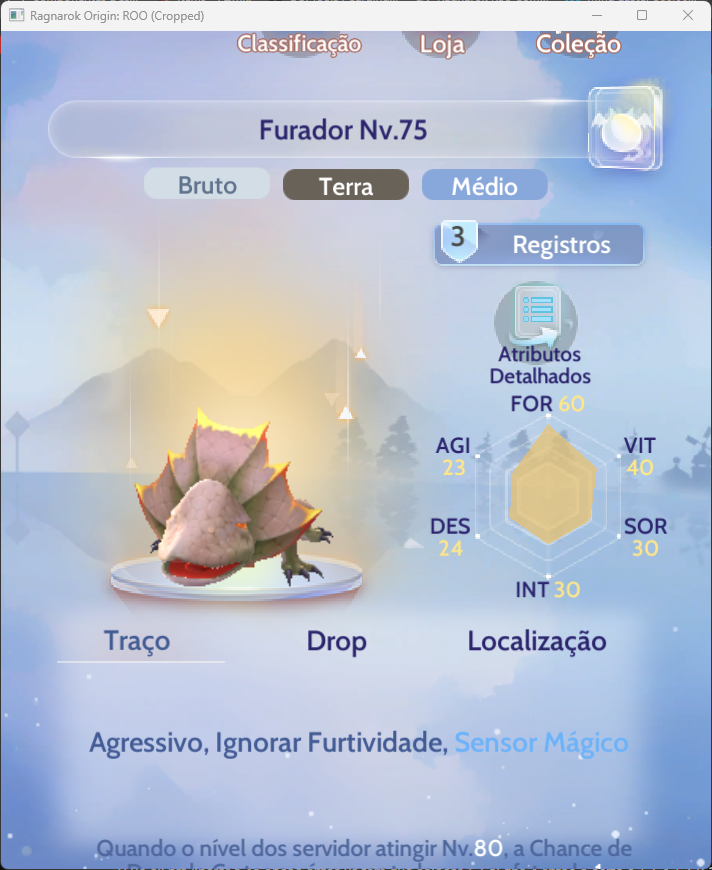 Ragnarok Origin: ROO (Cropped)
Classificação
Loja
Coleção
Furador Nv.75
Bruto
Terra
Médio
3
Registros
Atributos
Detalhados
FOR 60
AGI
23
VIT
40
DES
24
SOR
30
INT 30
Traço
Drop
Localização
Agressivo, Ignorar Furtividade, Sensor Mágico
Quando o nível dos servidor atingir Nv.80, a Chance de